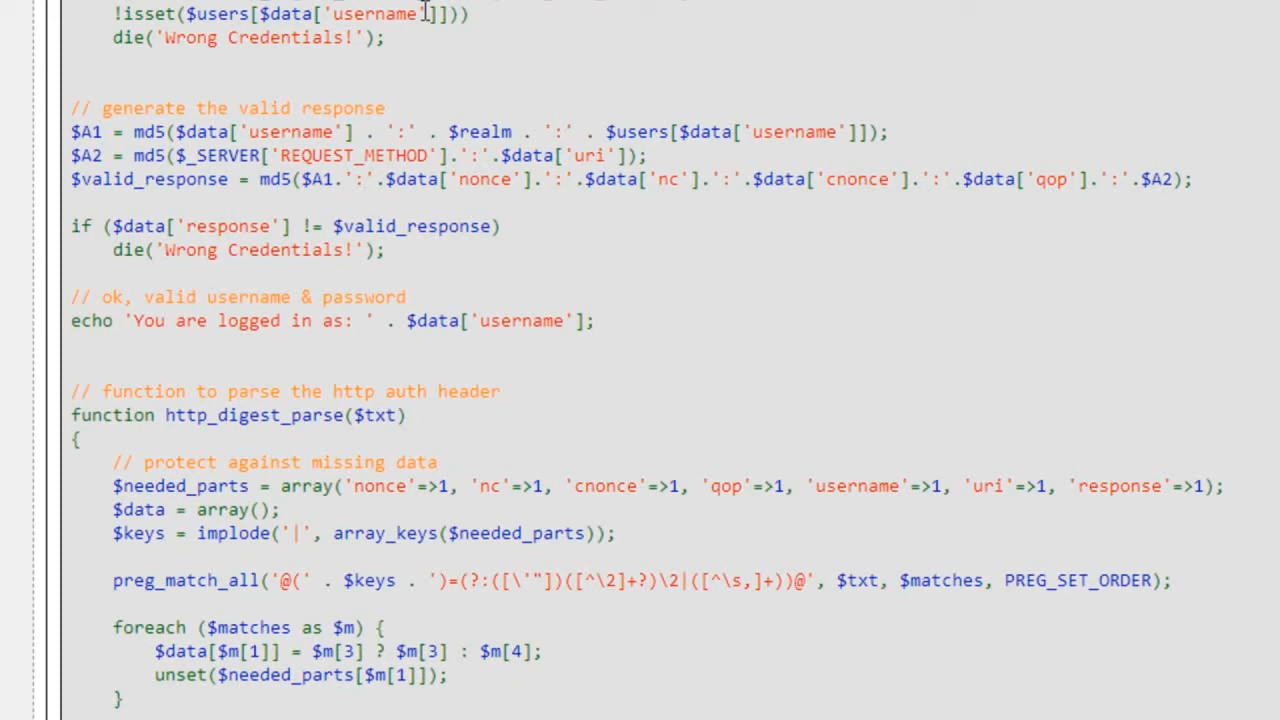 !isset($users[$data['username']]))
die('Wrong Credentials!');
// generate the valid response
$A1 = md5($data['username'] . ':' . $realm . ':' . $users[$data['username']]);
$A2 = md5($_SERVER['REQUEST_METHOD'].':'.$data['uri']);
$valid_response = md5($A1.':'.$data['nonce'].':'.$data['nc'].':'.$data['cnonce'].':'.$data['qop'].':'.$A2);
if ($data['response'] != $valid_response)
die('Wrong Credentials!');
// ok, valid username & password
echo 'You are logged in as: ' . $data['username'];
// function to parse the http auth header
function http_digest_parse($txt)
{
// protect against missing data
$needed_parts = array('nonce'=>1, 'nc'=>1, 'cnonce'=>1, 'qop'=>1, 'username'=>1, 'uri'=>1, 'response'=>1);
$data = array();
$keys = implode('|', array_keys($needed_parts));
preg_match_all('@(' . $keys . ')=(?:([\'"])([^\2]+?)\2|([^\s,]+))@', $txt, $matches, PREG_SET_ORDER);
foreach ($matches as $m) {
$data[$m[1]] = $m[3] ? $m[3] : $m[4];
unset($needed_parts[$m[1]]);
}